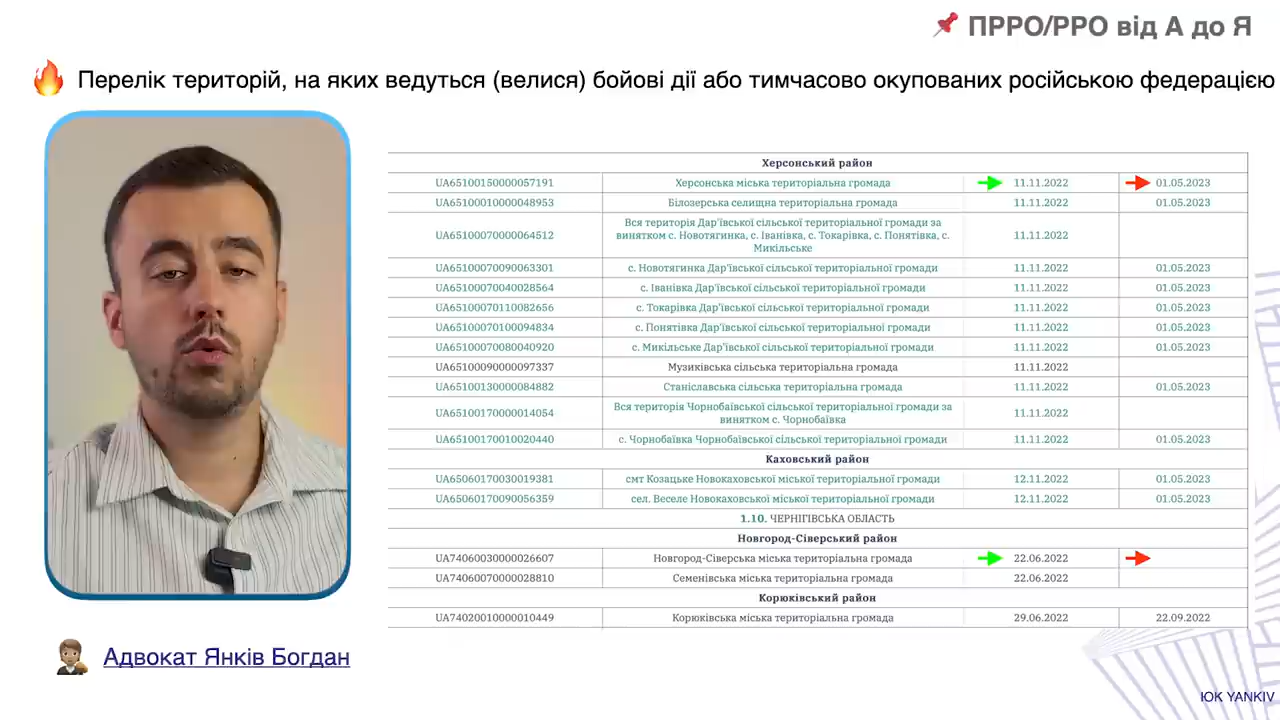 ПРРО/РРО від А до Я
Перелік територій, на яких ведуться (велися) бойові дії або тимчасово окупованих російською федерацією
Херсонський район
UA65100150000057191 Херсонська міська територіальна громада 11.11.2022 01.05.2023
UA65100010000048953 Білозерська селищна територіальна громада 11.11.2022 01.05.2023
UA65100070000064512 Вся територія Дар'ївської сільської територіальної громади за
винятком с. Новотягинка, с. Іванівка, с. Токарівка, с. Понятівка, с.
Микільське 11.11.2022
UA65100070090063301 с. Новотягинка Дар'ївської сільської територіальної громади 11.11.2022 01.05.2023
UA65100070040028564 с. Іванівка Дар'ївської сільської територіальної громади 11.11.2022 01.05.2023
UA65100070110082656 с. Токарівка Дар'ївської сільської територіальної громади 11.11.2022 01.05.2023
UA65100070100094834 с. Понятівка Дар'ївської сільської територіальної громади 11.11.2022 01.05.2023
UA65100070080040920 с. Микільське Дар'ївської сільської територіальної громади 11.11.2022 01.05.2023
UA65100090000097337 Музиківська сільська територіальна громада 11.11.2022
UA65100130000084882 Станіславська сільська територіальна громада 11.11.2022 01.05.2023
UA65100170000014054 Вся територія Чорнобаївської сільської територіальної громади за
винятком с. Чорнобаївка 11.11.2022
UA65100170010020440 с. Чорнобаївка Чорнобаївської сільської територіальної громади 11.11.2022 01.05.2023
Каховський район
UA65060170030019381 смт Козацьке Новокаховської міської територіальної громади 12.11.2022 01.05.2023
UA65060170090056359 сел. Веселе Новокаховської міської територіальної громади 12.11.2022 01.05.2023
1.10. ЧЕРНІГІВСЬКА ОБЛАСТЬ
Новгород-Сіверський район
UA74060030000026607 Новгород-Сіверська міська територіальна громада 22.06.2022
UA74060070000028810 Семенівська міська територіальна громада 22.06.2022
Корюківський район
UA74020010000010449 Корюківська міська територіальна громада 29.06.2022 22.09.2022
Адвокат Янків Богдан
ЮК YANKIV